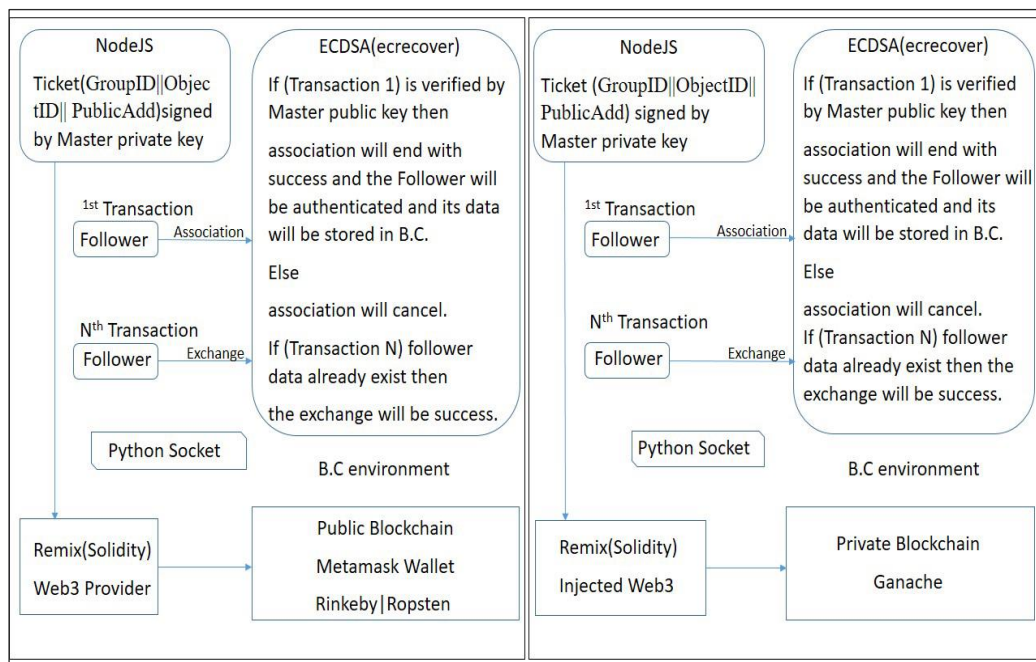 NodeJS
Ticket(GroupID||Objec
tID|| PublicAdd)signed
by Master private key
ECDSA(ecrecover)
If (Transaction 1) is verified by
Master public key then
association will end with
success and the Follower will
be authenticated and its data
will be stored in B.C.
Else
association will cancel.
If (Transaction N) follower
data already exist then
the exchange will be success.
1st Transaction
Follower
Association
Nth Transaction
Follower
Exchange
Python Socket
B.C environment
Remix(Solidity)
Web3 Provider
Public Blockchain
Metamask Wallet
Rinkeby|Ropsten
NodeJS
Ticket (GroupID||ObjectID||
PublicAdd) signed by
Master private key
ECDSA(ecrecover)
If (Transaction 1) is verified
by Master public key then
association will end with
success and the Follower will
be authenticated and its
data will be stored in B.C.
Else
association will cancel.
If (Transaction N) follower
data already exist then the
exchange will be success.
1st Transaction
Follower
Association
Nth Transaction
Follower
Exchange
Python Socket
B.C environment
Remix(Solidity)
Injected Web3
Private Blockchain
Ganache